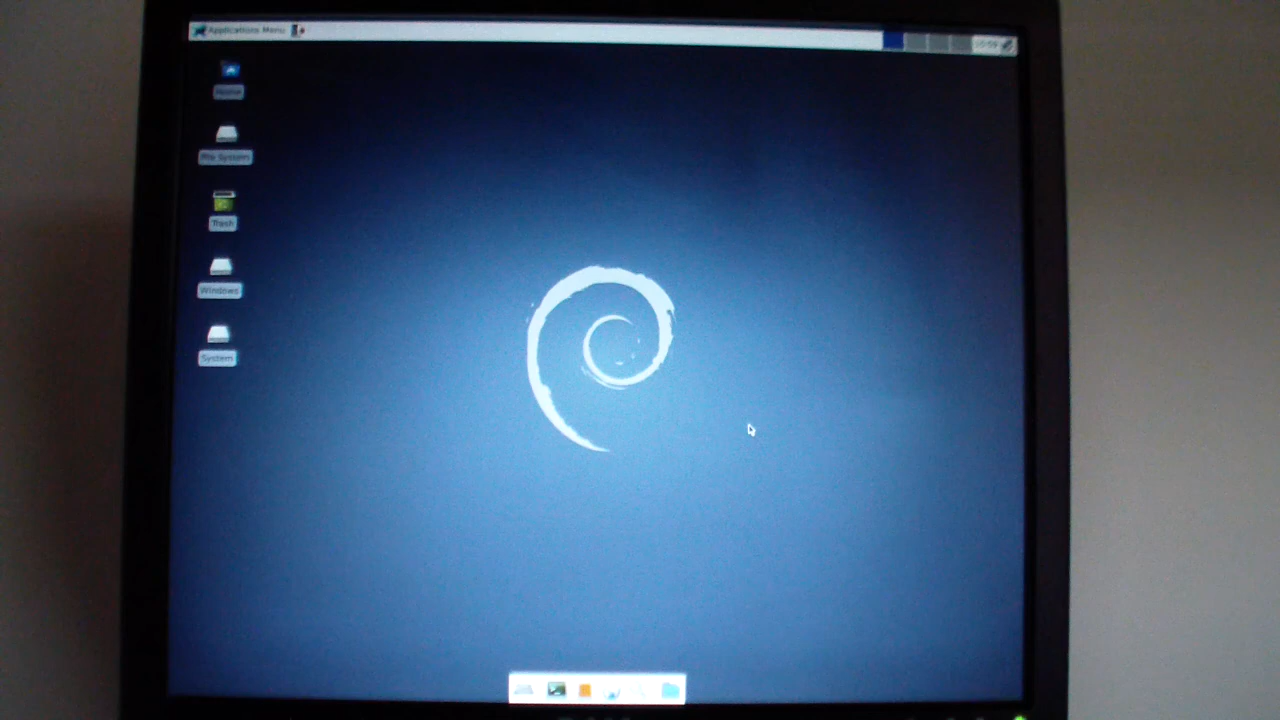 Applications Menu
Home
File System
Trash
Windows
System